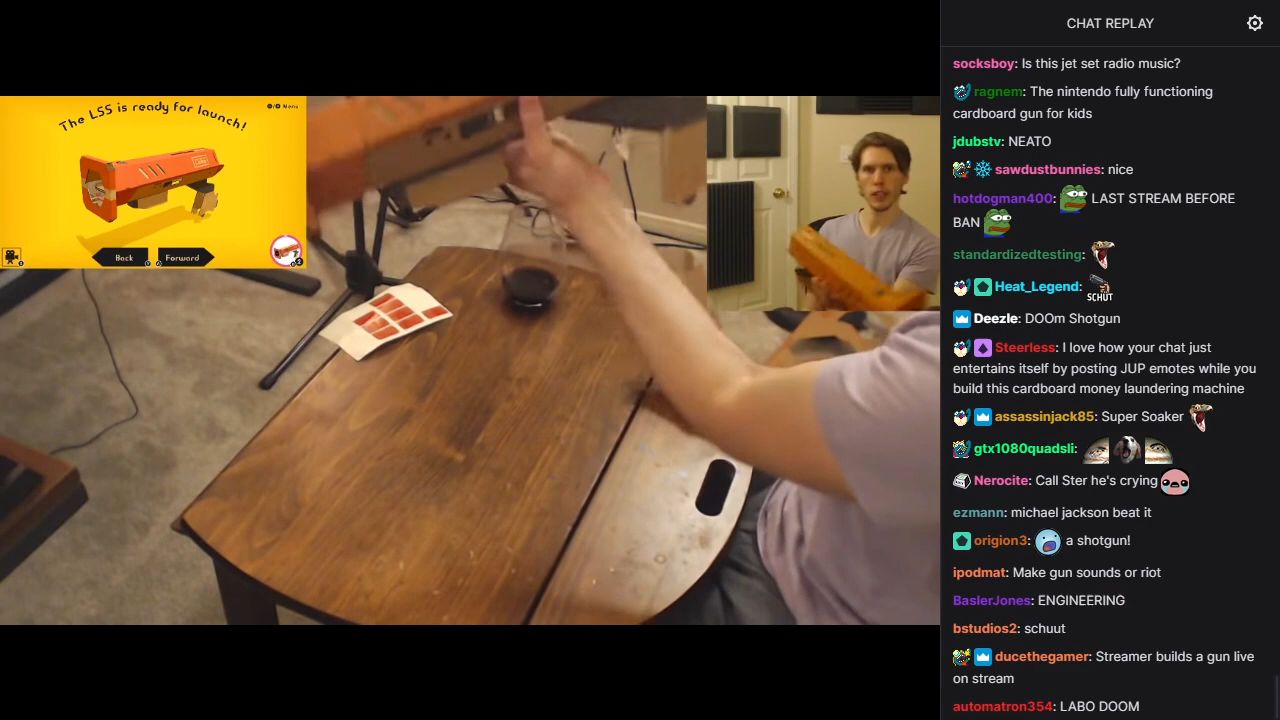 The LSS is ready for launch!
Menu
Back
Forward
CHAT REPLAY
socksboy: Is this jet set radio music?
ragnem: The nintendo fully functioning
cardboard gun for kids
jdubstv: NEATO
sawdustbunnies: nice
hotdogman400: LAST STREAM BEFORE
BAN
standardizedtesting:
Heat_Legend:
SCHUT
Deezle: DOOm Shotgun
Steerless: I love how your chat just
entertains itself by posting JUP emotes while you
build this cardboard money laundering machine
assassinjack85: Super Soaker
gtx1080quadsli:
Nerocite: Call Ster he's crying
ezmann: michael jackson beat it
origion3: a shotgun!
ipodmat: Make gun sounds or riot
BaslerJones: ENGINEERING
bstudios2: schuut
ducethegamer: Streamer builds a gun live
on stream
automatron354: LABO DOOM